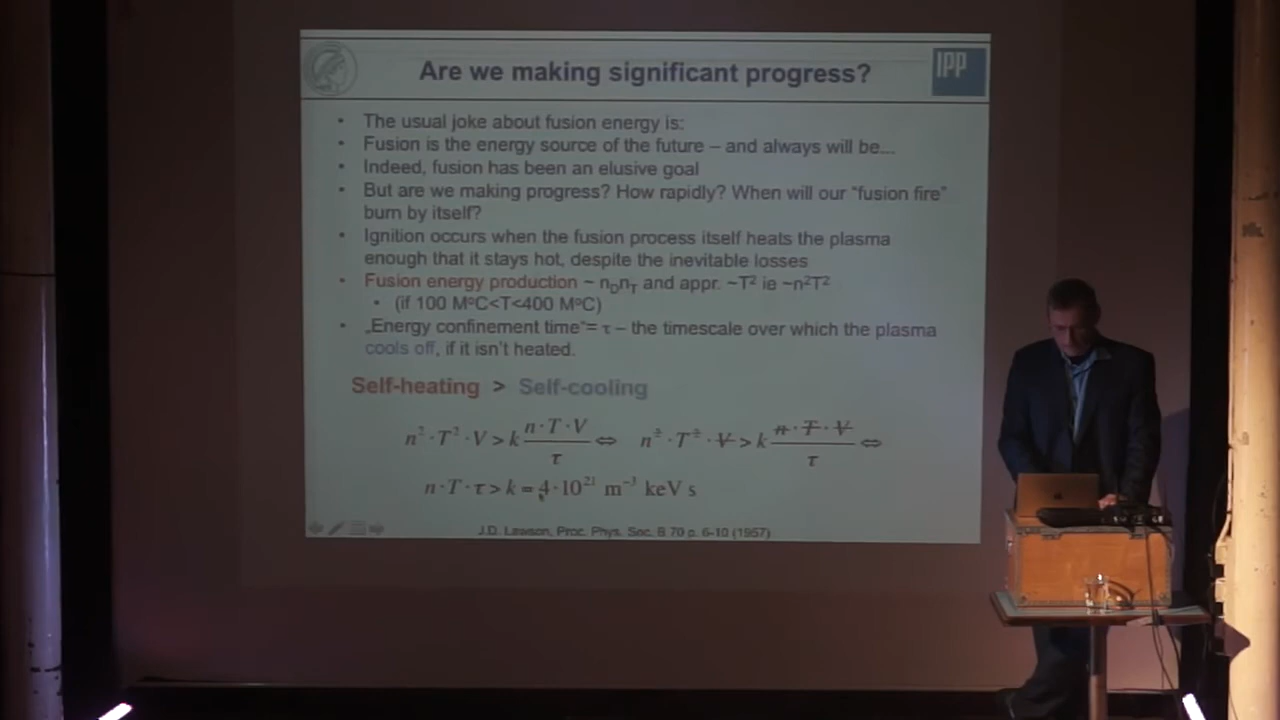 Are we making significant progress?
IPP
• The usual joke about fusion energy is:
• Fusion is the energy source of the future – and always will be...
• Indeed, fusion has been an elusive goal
• But are we making progress? How rapidly? When will our "fusion fire"
burn by itself?
• Ignition occurs when the fusion process itself heats the plasma
enough that it stays hot, despite the inevitable losses
• Fusion energy production ~ n_D n_T and appr. ~T² ie ~n²T²
• (if 100 MºC<T<400 MºC)
• „Energy confinement time"= τ – the timescale over which the plasma
cools off, if it isn't heated.
Self-heating > Self-cooling
n² · T² · V > k n · T · V / τ ⇔ n² · T² · V > k n · T · V / τ ⇔
n · T · τ > k = 4 · 10²¹ m⁻³ keV s
J.D. Lawson, Proc. Phys. Soc. B 70 p. 6-10 (1957)